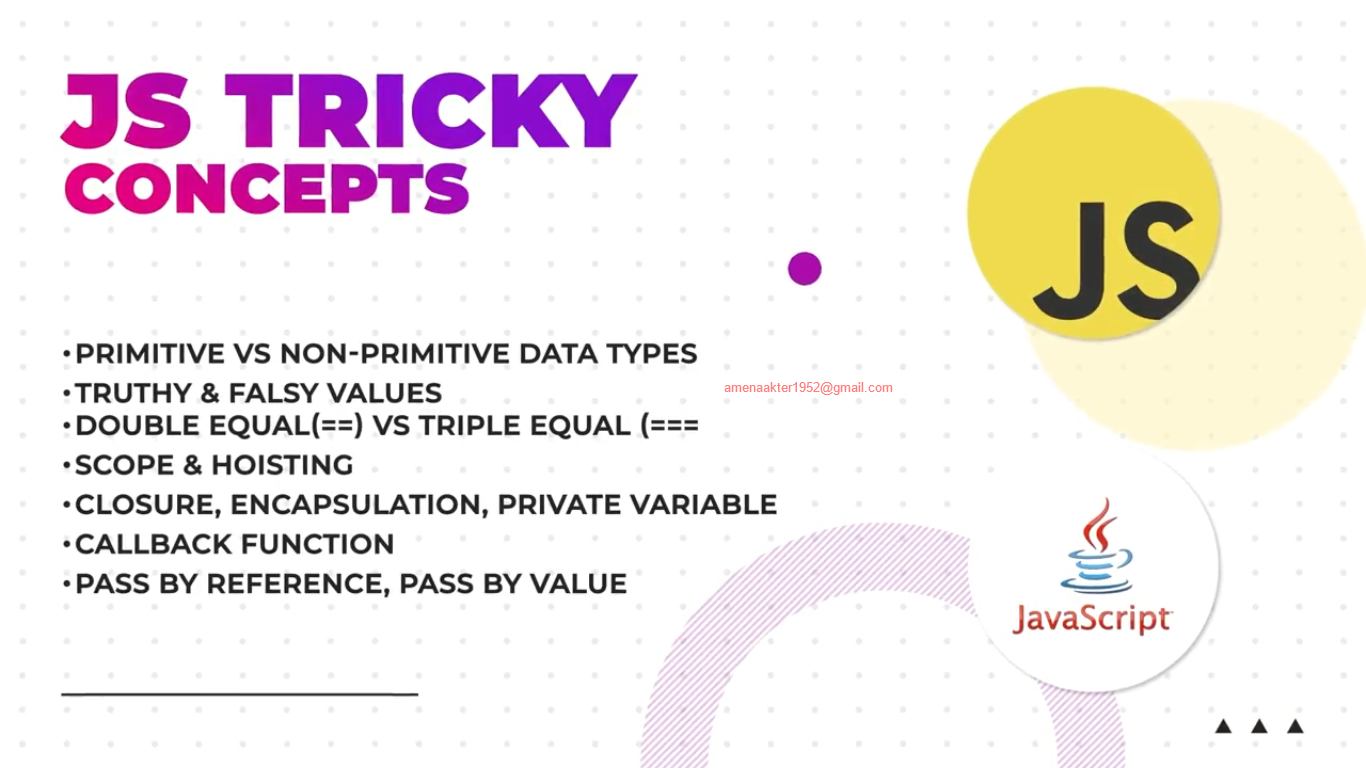 JS TRICKY
CONCEPTS
•PRIMITIVE VS NON-PRIMITIVE DATA TYPES
•TRUTHY & FALSY VALUES
•DOUBLE EQUAL(==) VS TRIPLE EQUAL (===
•SCOPE & HOISTING
•CLOSURE, ENCAPSULATION, PRIVATE VARIABLE
•CALLBACK FUNCTION
•PASS BY REFERENCE, PASS BY VALUE
amenaakter1952@gmail.com
JS
JavaScript